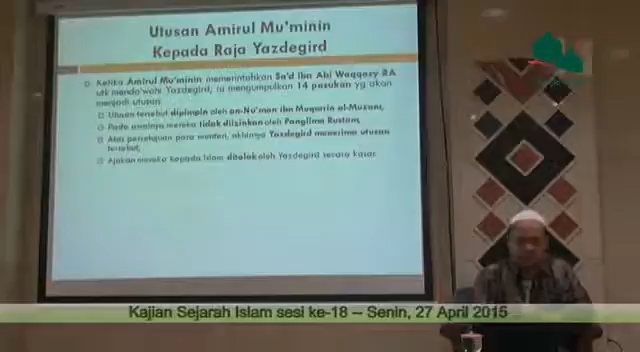 Utusan Amirul Mu'minin
Kepada Raja Yazdegird
Ketika Amirul Mu'minin memerintahkan Sa'd ibn Abi Waqqasy RA
utk menda'wahi Yazdegird, ia mengumpulkan 14 pasukan yg akan
menjadi utusan
Utusan tersebut dipimpin oleh an-Nu'man ibn Muqarin al-Muzani,
Pada awalnya mereka tidak diizinkan oleh Panglima Rustam,
Atas persetujuan para menteri, akhirnya Yazdegird menerima utusan
tersebut,
Ajakan mereka kepada Islam ditolak oleh Yazdegird secara kasar
Kajian Sejarah Islam sesi ke-18 -- Senin, 27 April 2015